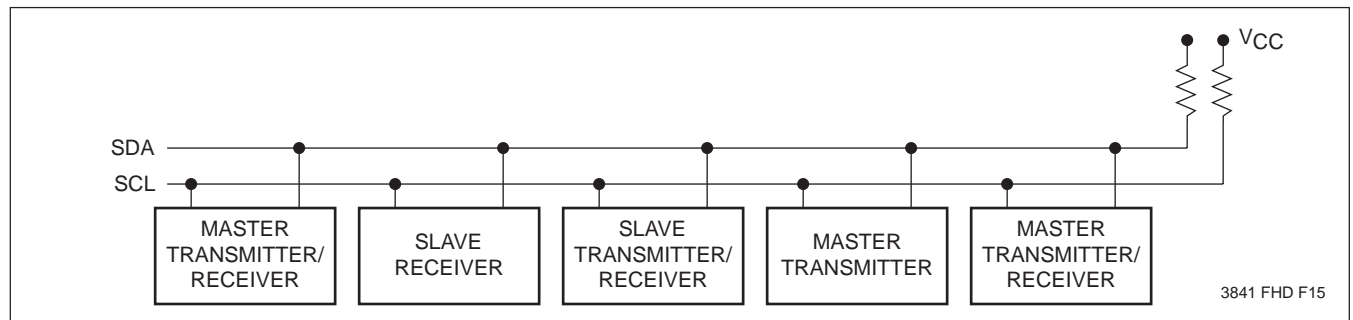 VCC
SDA
SCL
MASTER
TRANSMITTER/
RECEIVER
SLAVE
RECEIVER
SLAVE
TRANSMITTER/
RECEIVER
MASTER
TRANSMITTER
MASTER
TRANSMITTER/
RECEIVER
3841 FHD F15